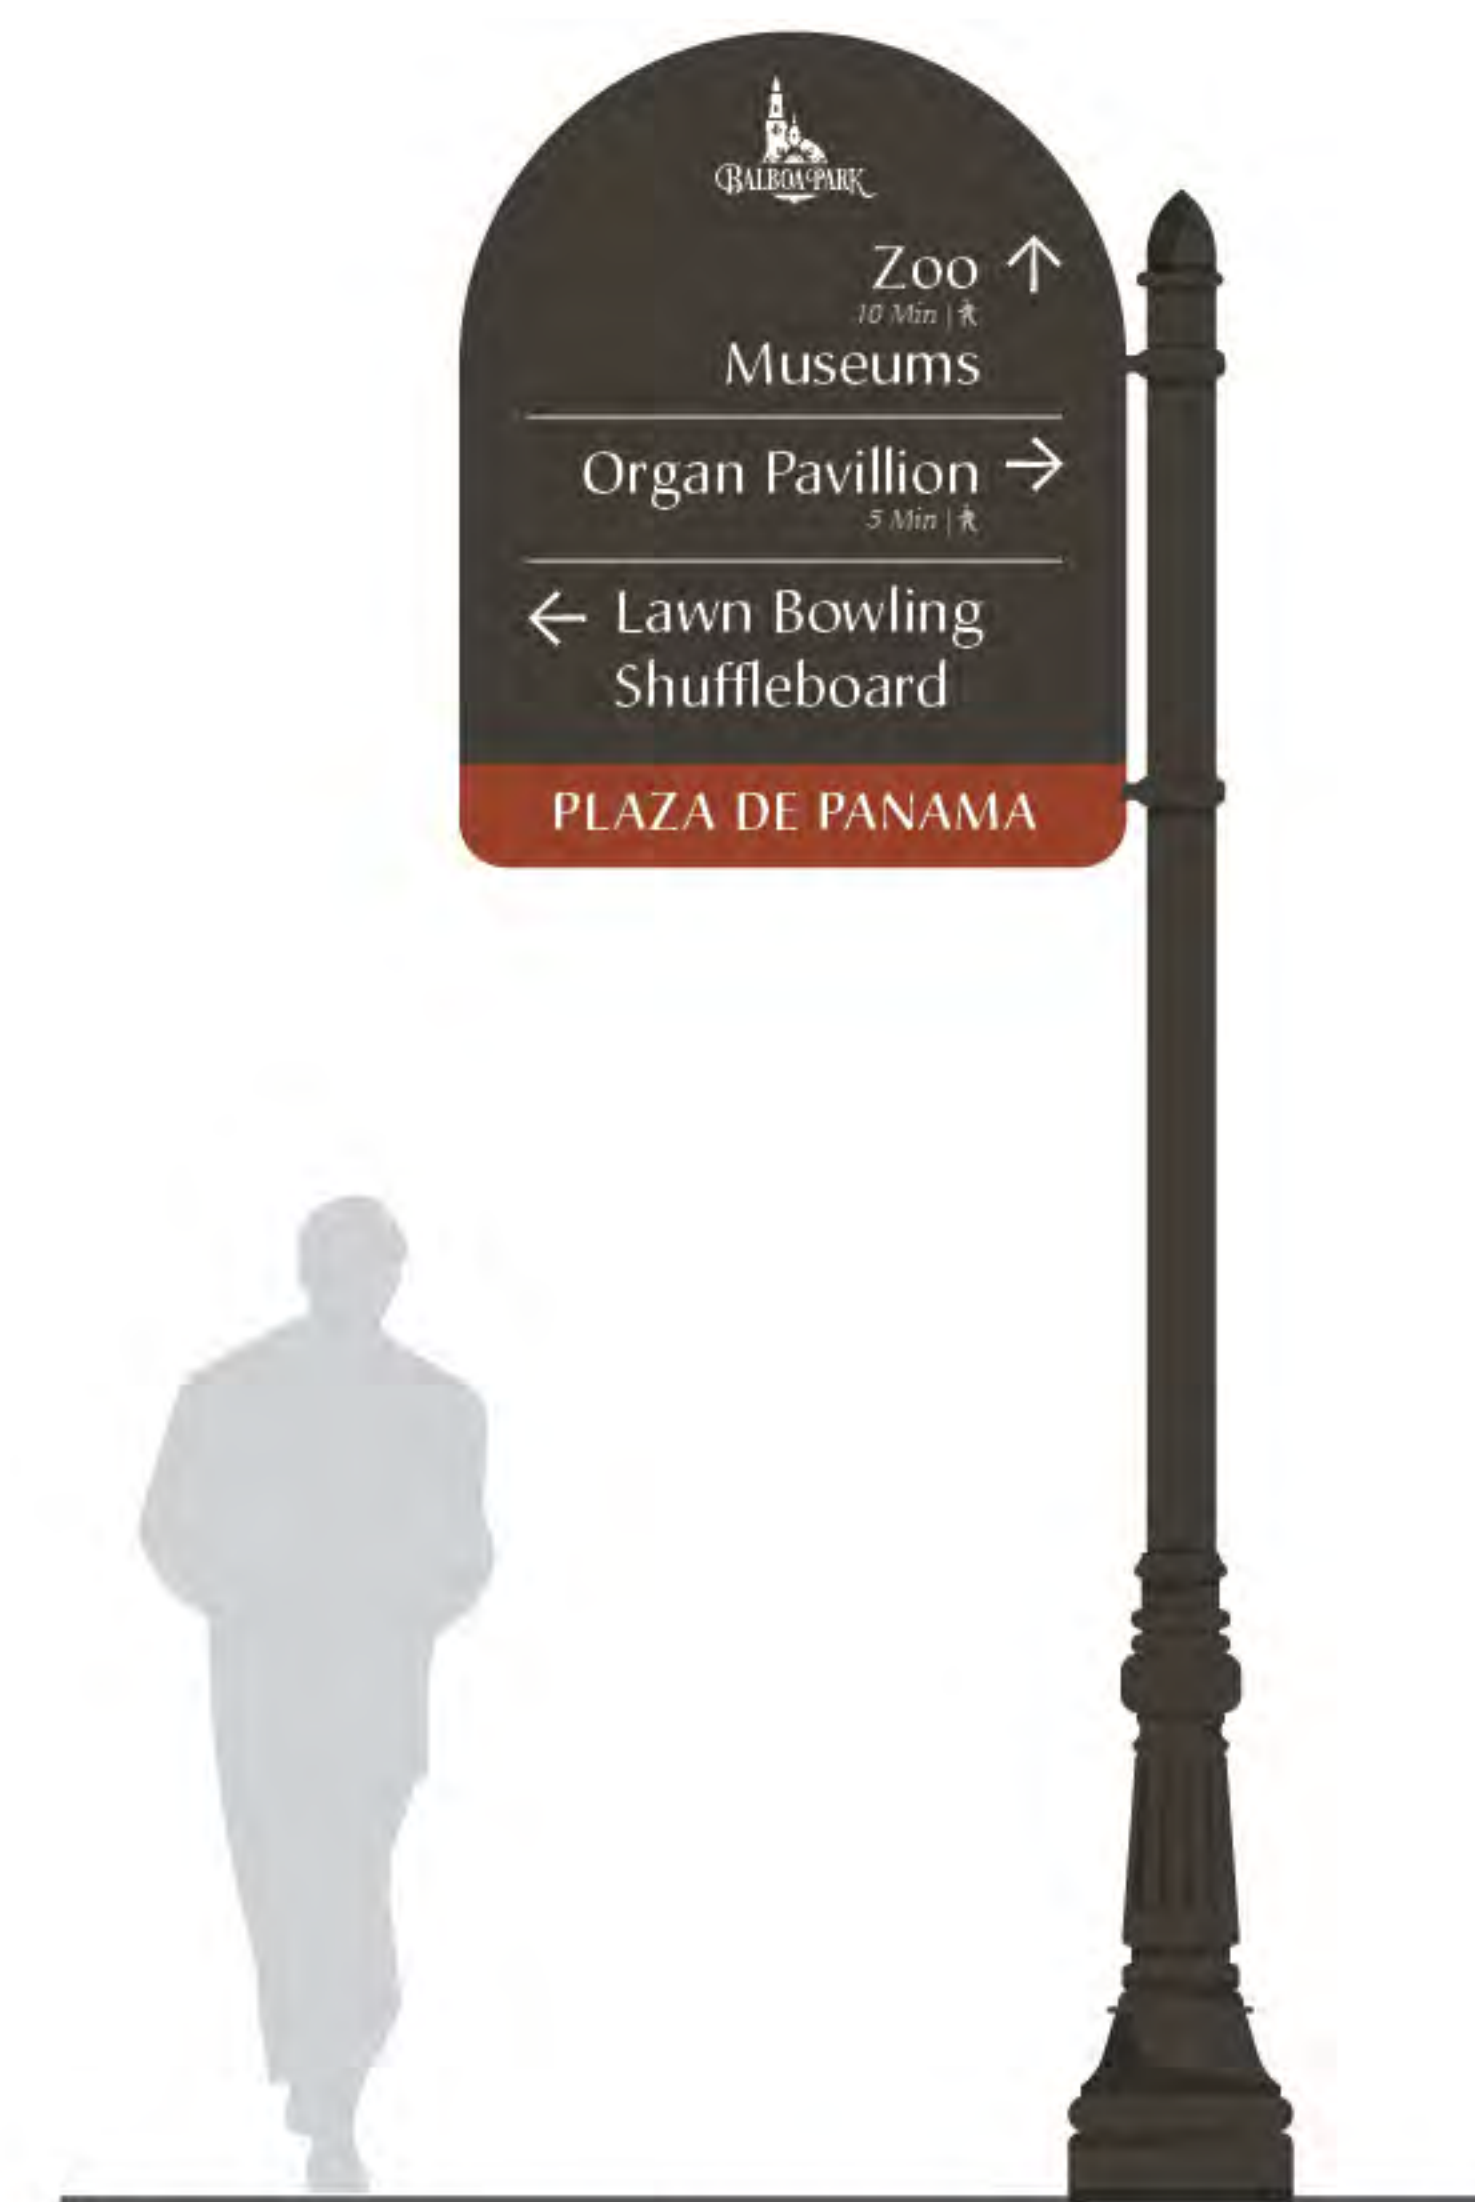 BALBOA PARK
Zoo
10 Min |
Museums
Organ Pavillion
5 Min |
Lawn Bowling
Shuffleboard
PLAZA DE PANAMA